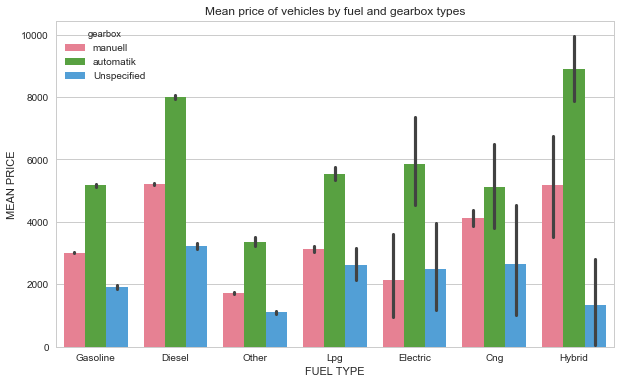 Mean price of vehicles by fuel and gearbox types
gearbox
manuell
automatik
Unspecified
10000
8000
6000
4000
2000
0
MEAN PRICE
Gasoline Diesel Other Lpg Electric Cng Hybrid
FUEL TYPE